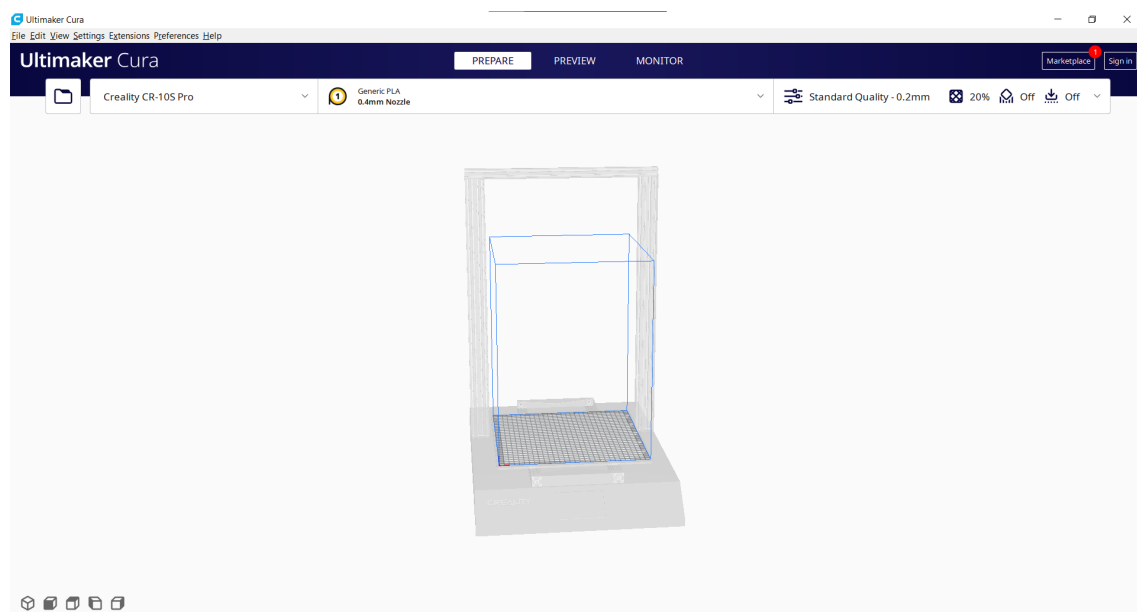 Ultimaker Cura
File Edit View Settings Extensions Preferences Help
Ultimaker Cura
PREPARE
PREVIEW
MONITOR
Marketplace
1
Sign in
Creality CR-10S Pro
1
Generic PLA
0.4mm Nozzle
Standard Quality - 0.2mm
20%
Off
Off